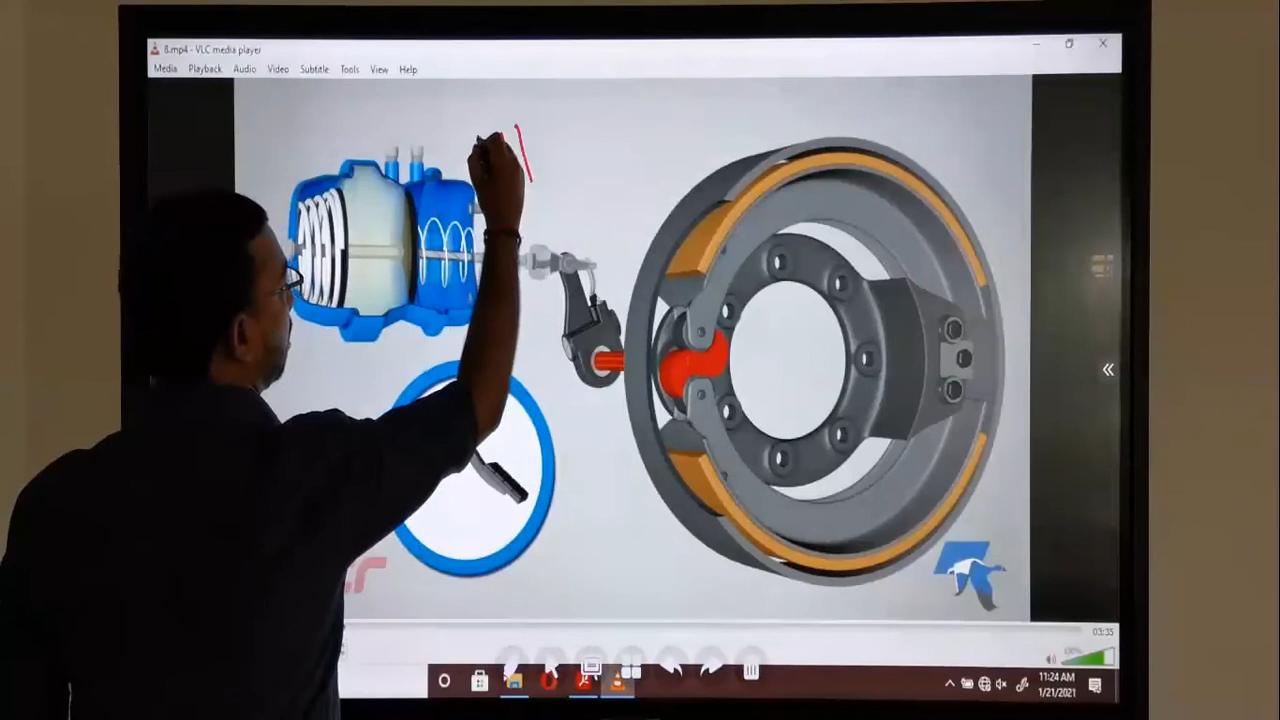 8.mp4 - VLC media player
Media Playback Audio Video Subtitle Tools View Help
03:35
11:24 AM
1/21/2021